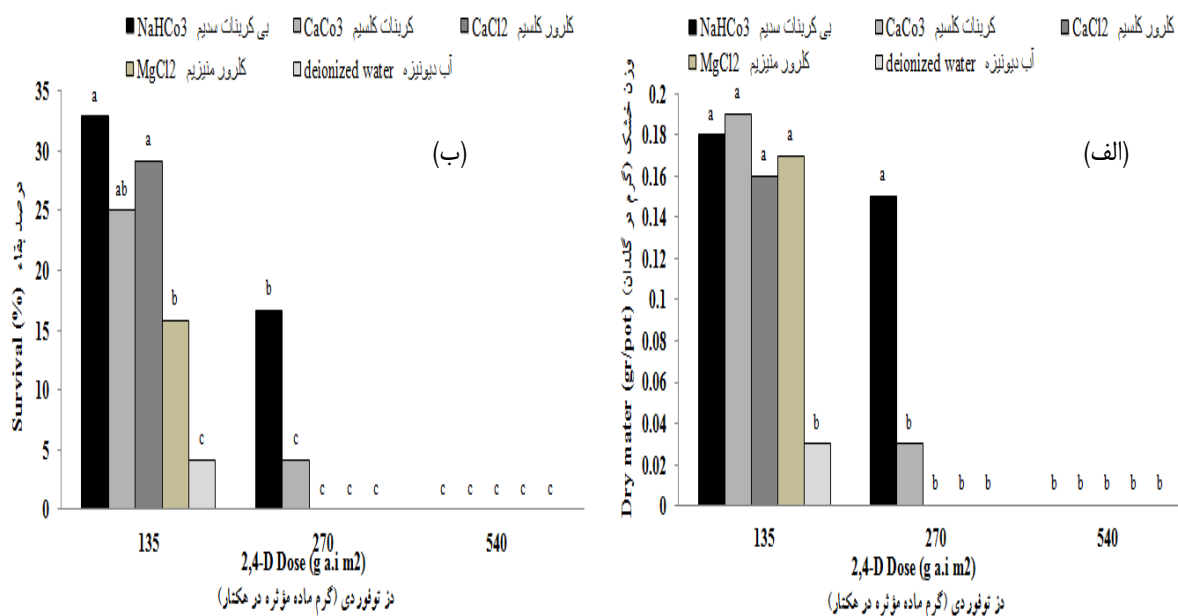 NaHCo3 بی کربنات سدیم CaCo3 کربنات کلسیم CaCl2 کلرور کلسیم
MgCl2 کلرور منیزیم deionized water آب دیونیزه
Survival (%) درصد بقاء
35
30
25
20
15
10
5
0
a
ab
a
b
c
b
c
c c c
c c c c c
(ب)
135 270 540
2,4-D Dose (g a.i m2)
دز توفوردی (گرم ماده مؤثره در هکتار)
NaHCo3 بی کربنات سدیم CaCo3 کربنات کلسیم CaCl2 کلرور کلسیم
MgCl2 کلرور منیزیم deionized water آب دیونیزه
Dry mater (gr/pot) وزن خشک (گرم در گلدان)
0.2
0.18
0.16
0.14
0.12
0.1
0.08
0.06
0.04
0.02
0
a
a
a
a
b
a
b
b b b
b b b b b
(الف)
135 270 540
2,4-D Dose (g a.i m2)
دز توفوردی (گرم ماده مؤثره در هکتار)